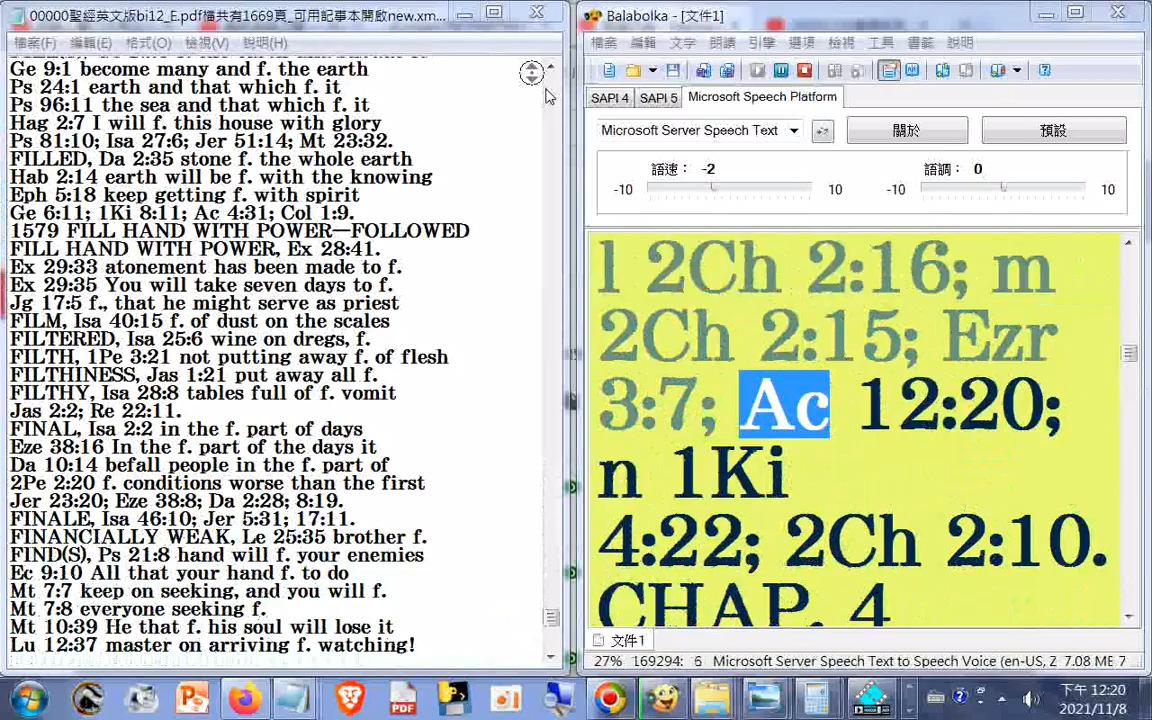 00000聖經英文版bi12_E.pdf檔共有1669頁_可用記事本開啟new.xm...
檔案(F) 編輯(E) 格式(O) 檢視(V) 說明(H)
Ge 9:1 become many and f. the earth
Ps 24:1 earth and that which f. it
Ps 96:11 the sea and that which f. it
Hag 2:7 I will f. this house with glory
Ps 81:10; Isa 27:6; Jer 51:14; Mt 23:32.
FILLED, Da 2:35 stone f. the whole earth
Hab 2:14 earth will be f. with the knowing
Eph 5:18 keep getting f. with spirit
Ge 6:11; 1Ki 8:11; Ac 4:31; Col 1:9.
1579 FILL HAND WITH POWER—FOLLOWED
FILL HAND WITH POWER, Ex 28:41.
Ex 29:33 atonement has been made to f.
Ex 29:35 You will take seven days to f.
Jg 17:5 f., that he might serve as priest
FILM, Isa 40:15 f. of dust on the scales
FILTERED, Isa 25:6 wine on dregs, f.
FILTH, 1Pe 3:21 not putting away f. of flesh
FILTHINESS, Jas 1:21 put away all f.
FILTHY, Isa 28:8 tables full of f. vomit
Jas 2:2; Re 22:11.
FINAL, Isa 2:2 in the f. part of days
Eze 38:16 In the f. part of the days it
Da 10:14 befall people in the f. part of
2Pe 2:20 f. conditions worse than the first
Jer 23:20; Eze 38:8; Da 2:28; 8:19.
FINALE, Isa 46:10; Jer 5:31; 17:11.
FINANCIALLY WEAK, Le 25:35 brother f.
FIND(S), Ps 21:8 hand will f. your enemies
Ec 9:10 All that your hand f. to do
Mt 7:7 keep on seeking, and you will f.
Mt 7:8 everyone seeking f.
Mt 10:39 He that f. his soul will lose it
Lu 12:37 master on arriving f. watching!
Balabolka - [文件1]
檔案 編輯 文字 朗讀 引擎 選項 檢視 工具 書籤 說明
SAPI 4 SAPI 5 Microsoft Speech Platform
Microsoft Server Speech Text 關於 預設
語速： -2 語調： 0
-10 10 -10 10
l 2Ch 2:16; m
2Ch 2:15; Ezr
3:7; Ac 12:20;
n 1Ki
4:22; 2Ch 2:10.
CHAP. 4
文件1
27% 169294: 6 Microsoft Server Speech Text to Speech Voice (en-US, Z 7.08 ME 7
下午 12:20
2021/11/8